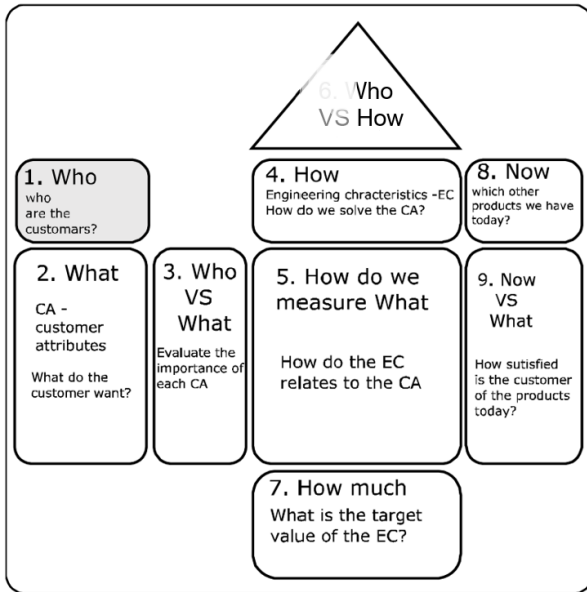 6. Who
VS How
1. Who
who
are the
customars?
4. How
Engineering chracteristics -EC
How do we solve the CA?
8. Now
which other
products we have
today?
2. What
CA -
customer
attributes
What do the
customer want?
3. Who
VS
What
Evaluate the
importance of
each CA
5. How do we
measure What
How do the EC
relates to the CA
9. Now
VS
What
How sutisfied
is the customer
of the products
today?
7. How much
What is the target
value of the EC?